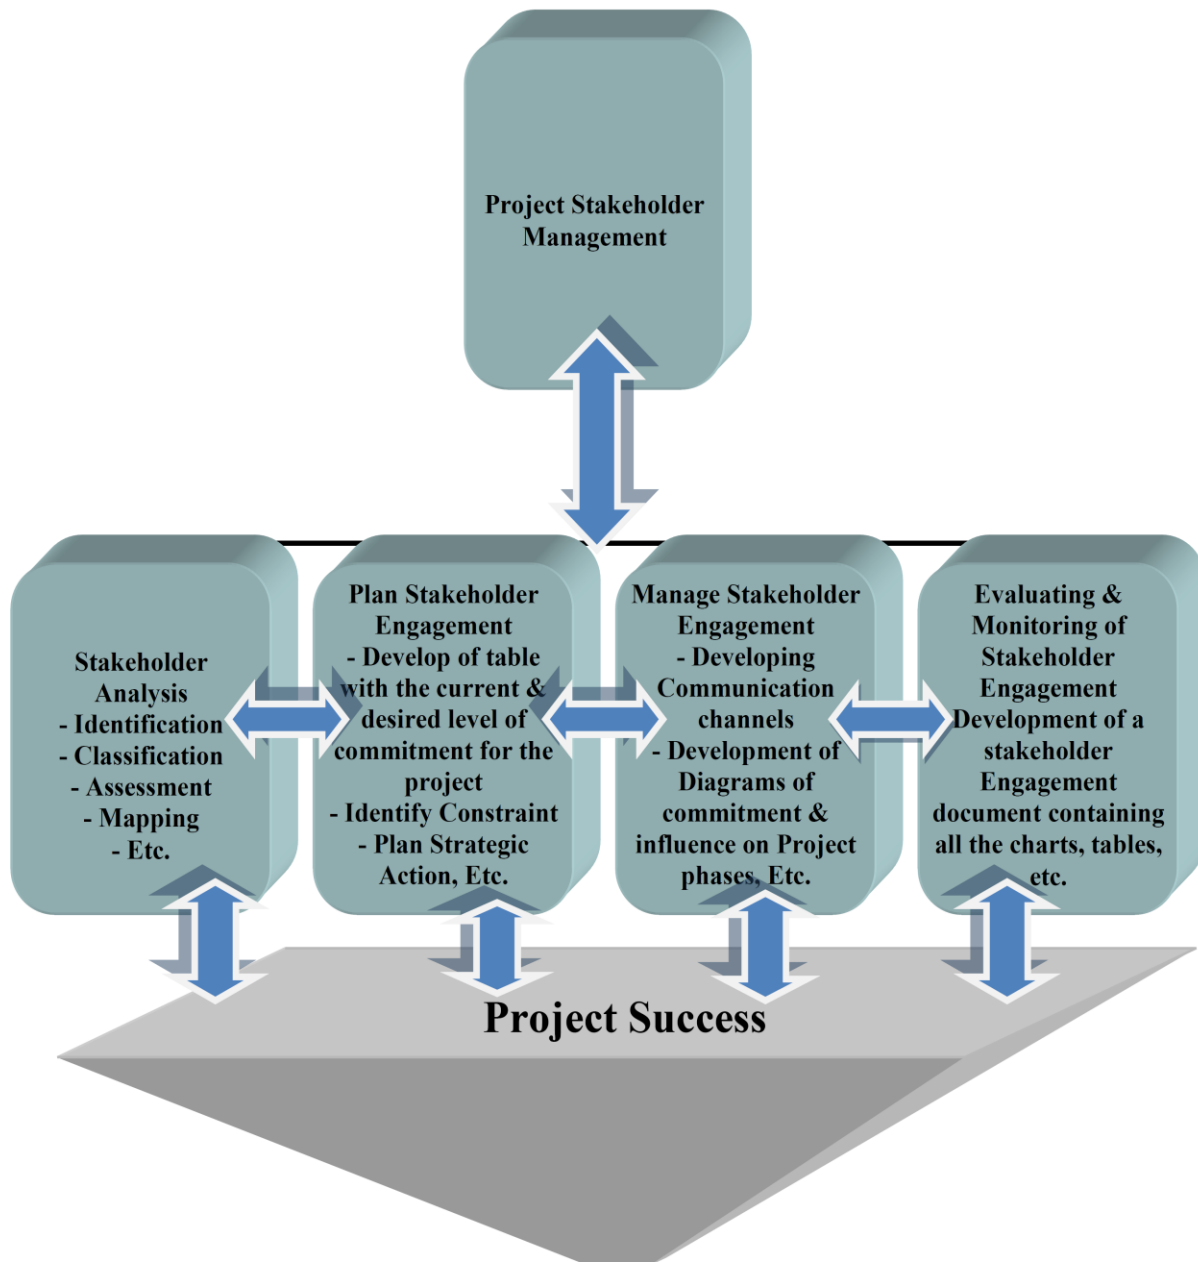 Project Stakeholder
Management
Stakeholder
Analysis
- Identification
- Classification
- Assessment
- Mapping
- Etc.
Plan Stakeholder
Engagement
- Develop of table
with the current &
desired level of
commitment for the
project
- Identify Constraint
- Plan Strategic
Action, Etc.
Manage Stakeholder
Engagement
- Developing
Communication
channels
- Development of
Diagrams of
commitment &
influence on Project
phases, Etc.
Evaluating &
Monitoring of
Stakeholder
Engagement
Development of a
stakeholder
Engagement
document containing
all the charts, tables,
etc.
Project Success